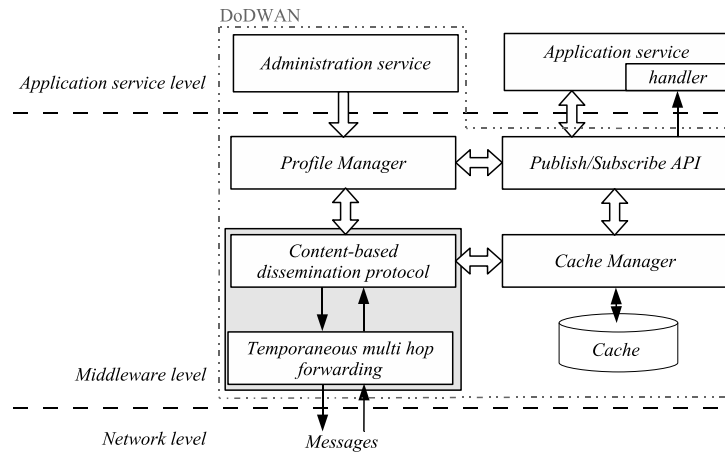 DoDWAN
Administration service
Application service
handler
Application service level
Profile Manager
Publish/Subscribe API
Content-based
dissemination protocol
Cache Manager
Temporaneous multi hop
forwarding
Cache
Middleware level
Network level
Messages